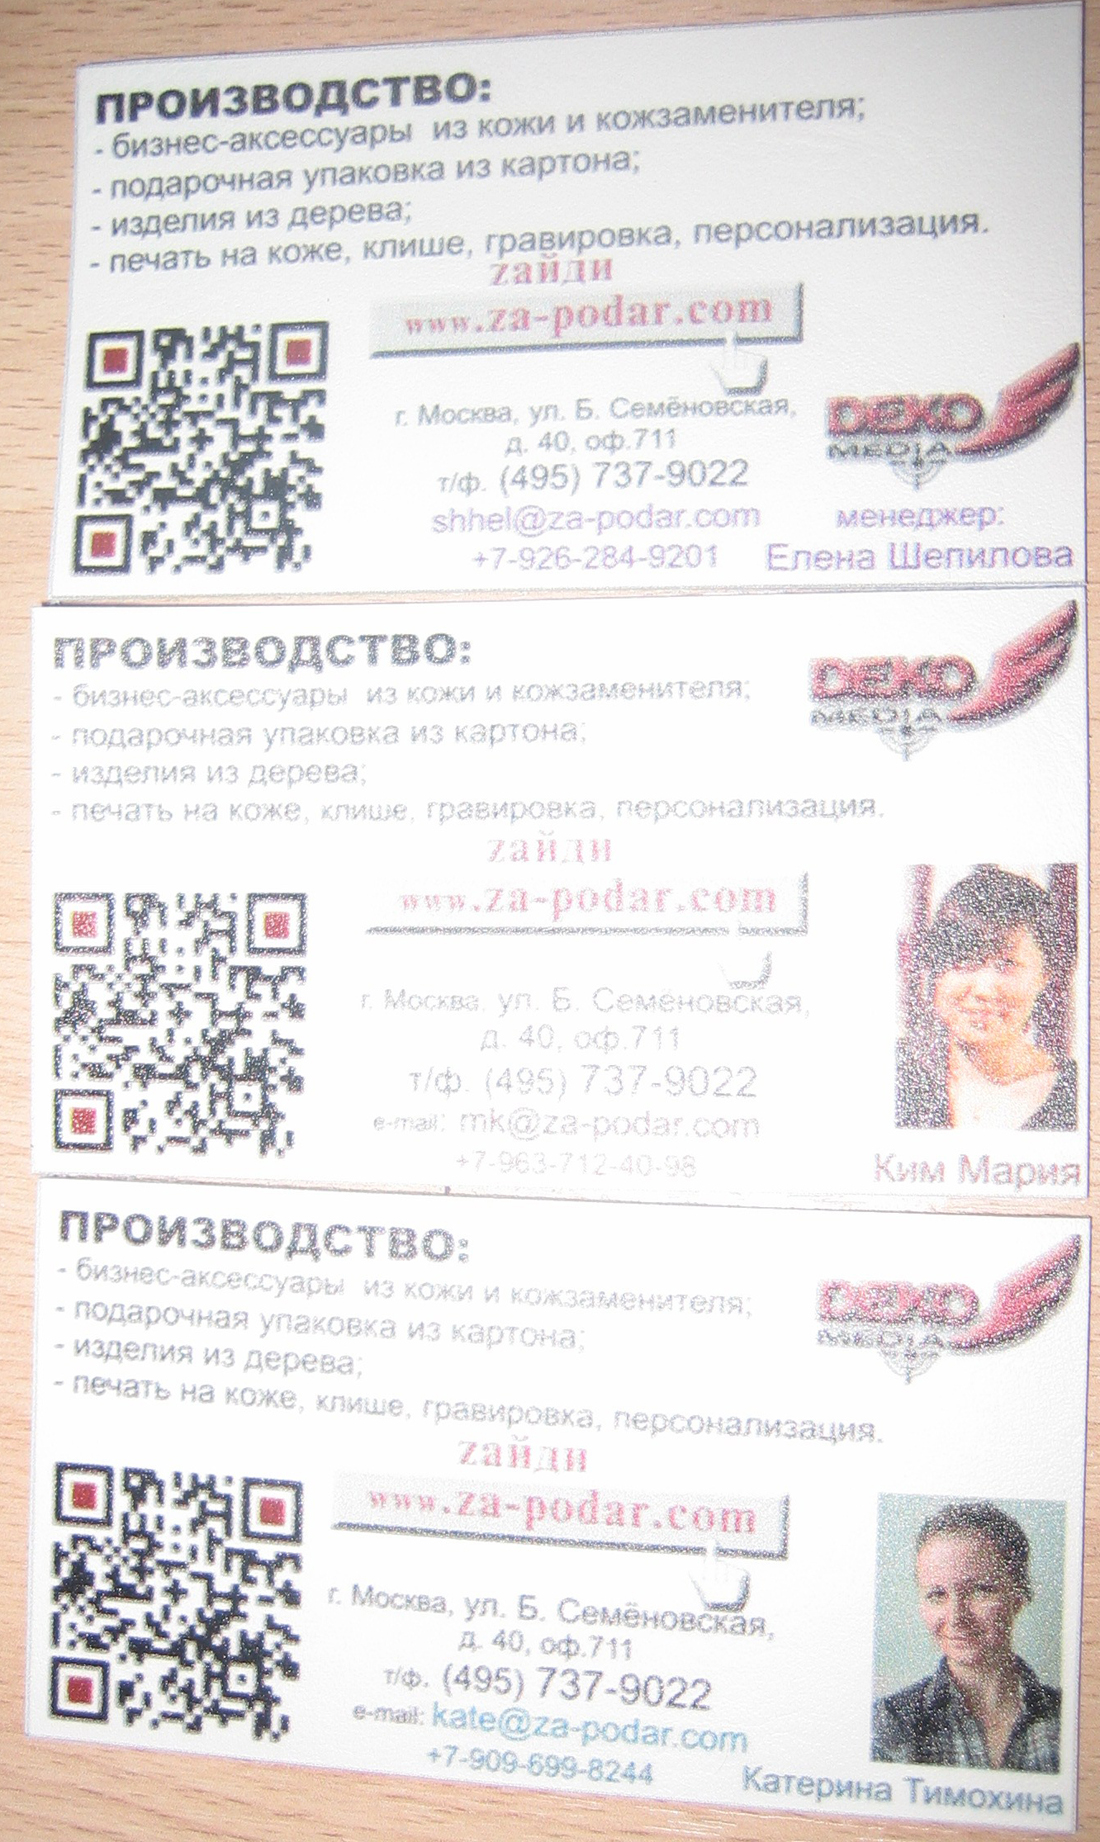 ПРОИЗВОДСТВО:
- бизнес-аксессуары из кожи и кожзаменителя;
- подарочная упаковка из картона;
- изделия из дерева;
- печать на коже, клише, гравировка, персонализация.
zайди
www.za-podar.com
г. Москва, ул. Б. Семёновская,
д. 40, оф.711
т/ф. (495) 737-9022
shhel@za-podar.com
+7-926-284-9201
DEKO
MEDIA
менеджер:
Елена Шепилова
ПРОИЗВОДСТВО:
- бизнес-аксессуары из кожи и кожзаменителя;
- подарочная упаковка из картона;
- изделия из дерева;
- печать на коже, клише, гравировка, персонализация.
DEKO
MEDIA
zайди
www.za-podar.com
г. Москва, ул. Б. Семёновская,
д. 40, оф.711
т/ф. (495) 737-9022
e-mail: mk@za-podar.com
+7-963-712-40-98
Ким Мария
ПРОИЗВОДСТВО:
- бизнес-аксессуары из кожи и кожзаменителя;
- подарочная упаковка из картона;
- изделия из дерева;
- печать на коже, клише, гравировка, персонализация.
DEKO
MEDIA
zайди
www.za-podar.com
г. Москва, ул. Б. Семёновская,
д. 40, оф.711
т/ф. (495) 737-9022
e-mail: kate@za-podar.com
+7-909-699-8244
Катерина Тимохина